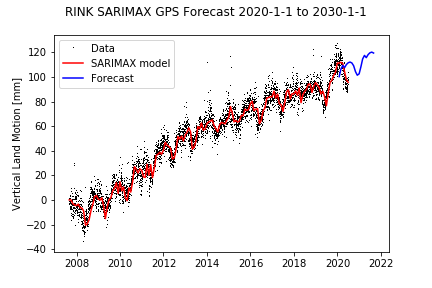 RINK SARIMAX GPS Forecast 2020-1-1 to 2030-1-1
Data
SARIMAX model
Forecast
Vertical Land Motion [mm]
120
100
80
60
40
20
0
−20
−40
2008 2010 2012 2014 2016 2018 2020 2022